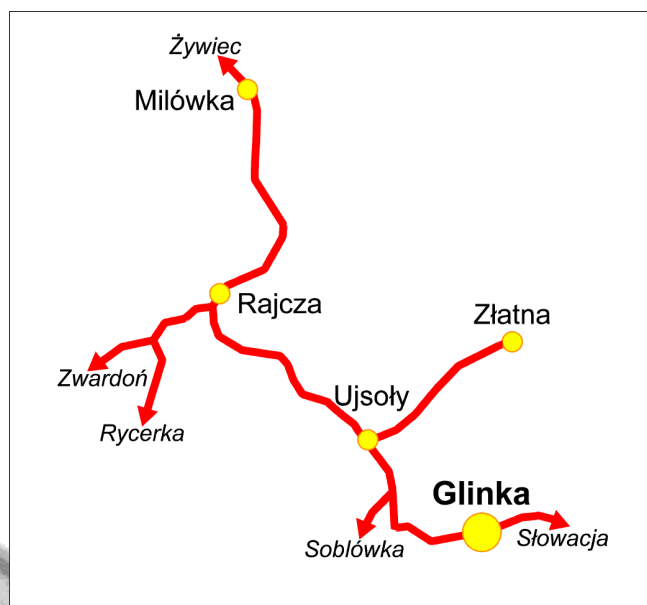 Żywiec
Milówka
Rajcza
Złatna
Zwardoń
Ujsoły
Rycerka
Glinka
Soblówka
Słowacja